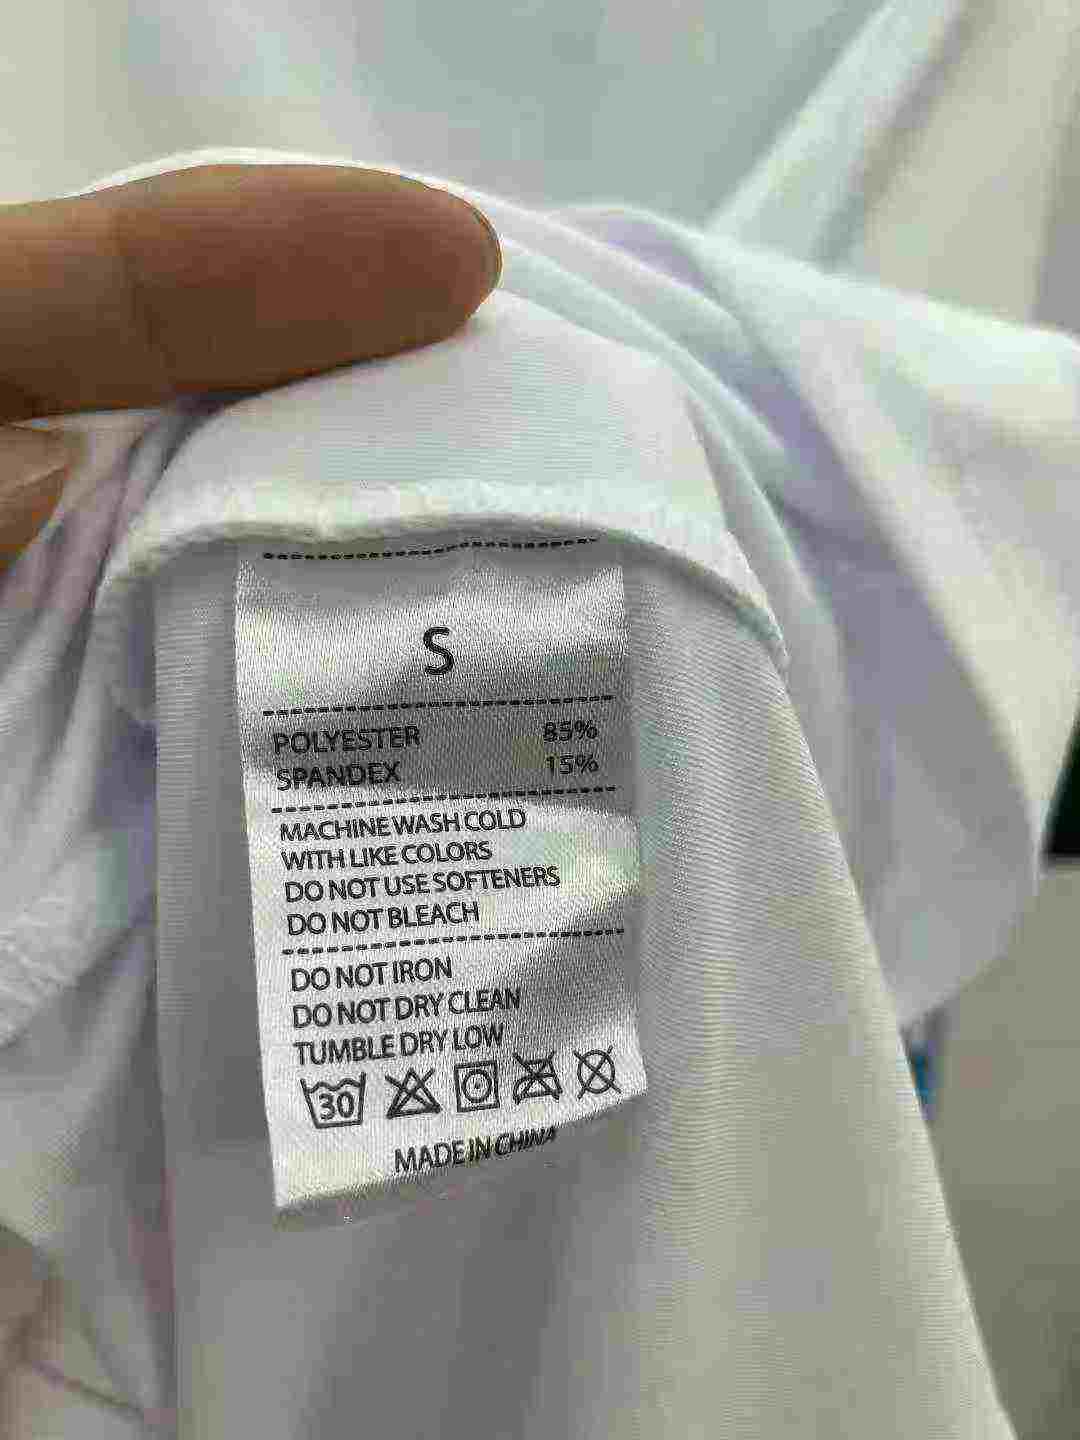 S
POLYESTER 85%
SPANDEX 15%
MACHINE WASH COLD
WITH LIKE COLORS
DO NOT USE SOFTENERS
DO NOT BLEACH
DO NOT IRON
DO NOT DRY CLEAN
TUMBLE DRY LOW
30
MADE IN CHINA